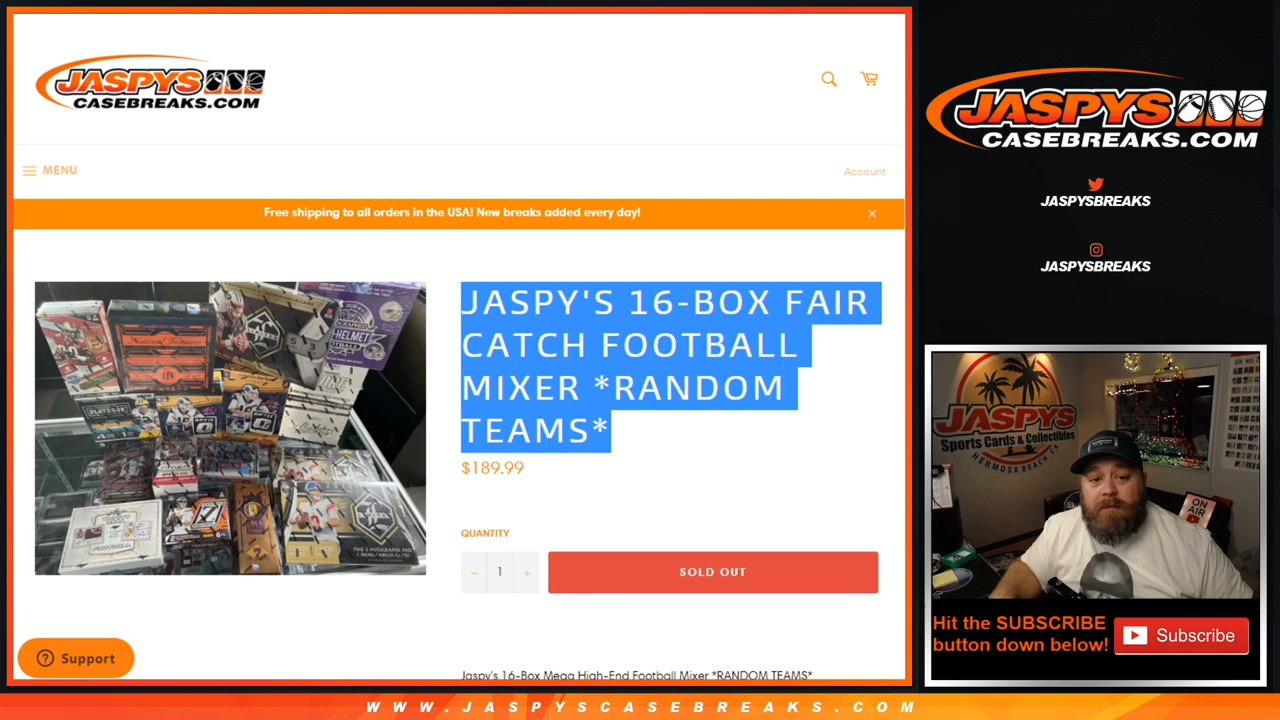 JASPYS
CASEBREAKS.COM
MENU
Account
Free shipping to all orders in the USA! New breaks added every day!
JASPY'S 16-BOX FAIR
CATCH FOOTBALL
MIXER *RANDOM
TEAMS*
$189.99
QUANTITY
− 1 +
SOLD OUT
Support
Jaspy's 16-Box Mega High-End Football Mixer *RANDOM TEAMS*
JASPYS
CASEBREAKS.COM
JASPYSBREAKS
JASPYSBREAKS
JASPYS
Sports Cards & Collectibles
HERMOSA BEACH, CA
ON
AIR
Hit the SUBSCRIBE
button down below!
Subscribe
WWW.JASPYSCASEBREAKS.COM